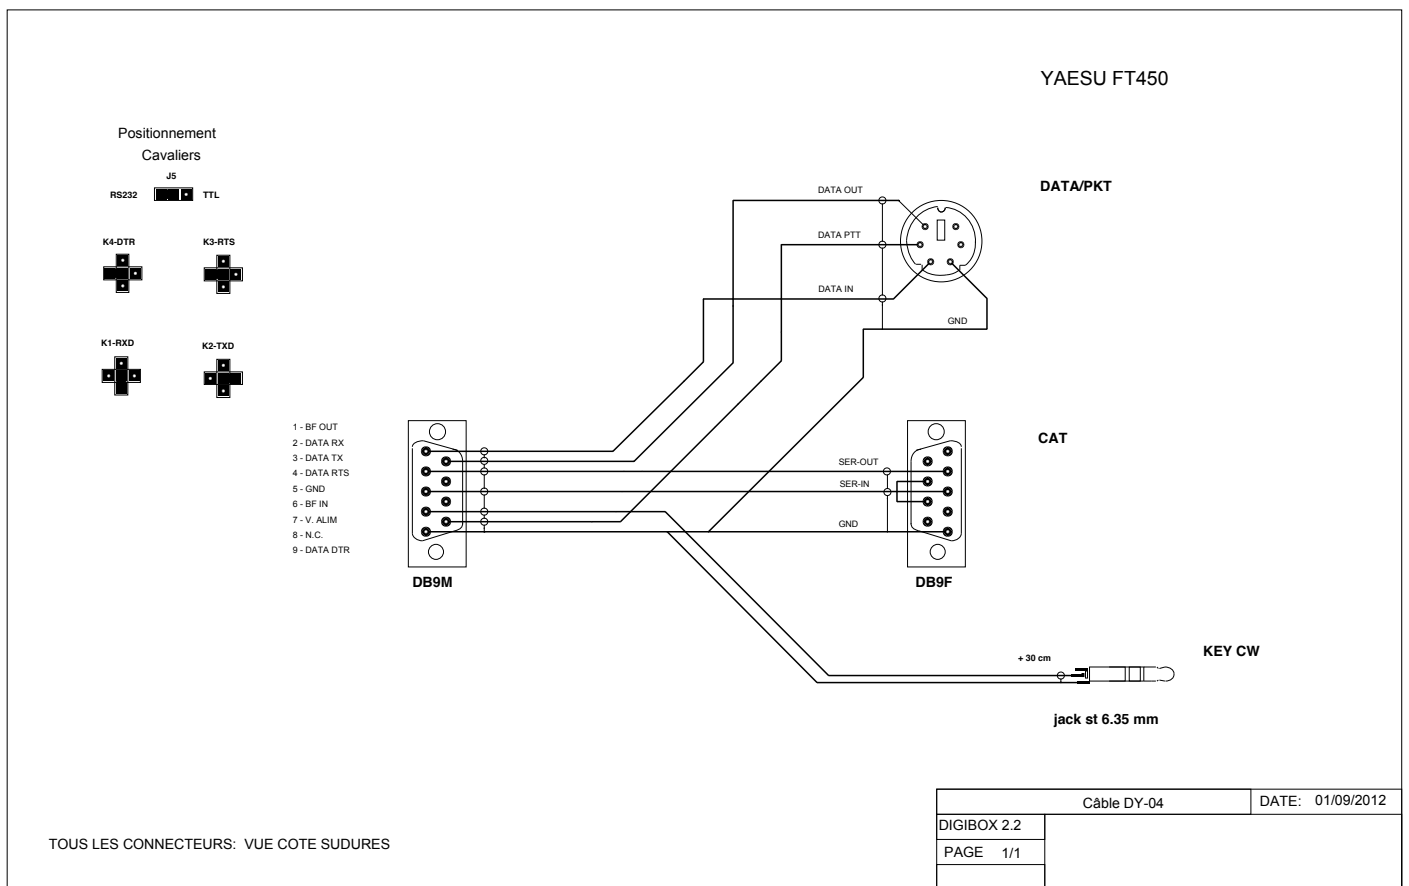 YAESU FT450
Positionnement
Cavaliers
J5
RS232 TTL
K4-DTR K3-RTS
K1-RXD K2-TXD
DATA/PKT
DATA OUT
DATA PTT
DATA IN
GND
1 - BF OUT
2 - DATA RX
3 - DATA TX
4 - DATA RTS
5 - GND
6 - BF IN
7 - V. ALIM
8 - N.C.
9 - DATA DTR
DB9M
CAT
SER-OUT
SER-IN
GND
DB9F
KEY CW
+ 30 cm
jack st 6.35 mm
TOUS LES CONNECTEURS: VUE COTE SUDURES
Câble DY-04 DATE: 01/09/2012
DIGIBOX 2.2
PAGE 1/1